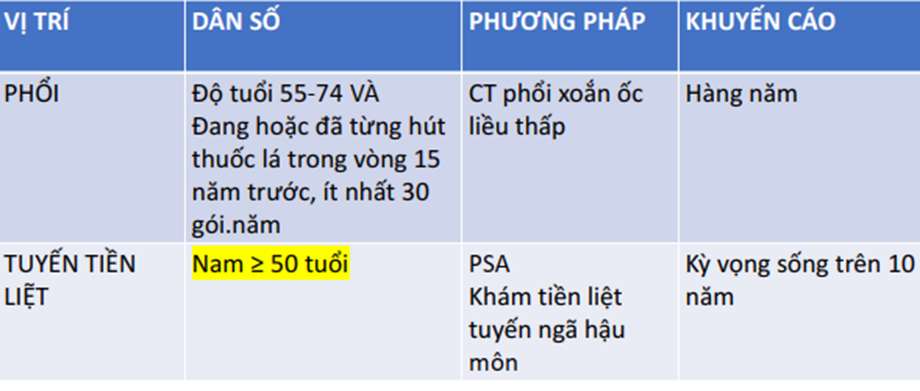 VỊ TRÍ
DÂN SỐ
PHƯƠNG PHÁP
KHUYẾN CÁO
PHỔI
Độ tuổi 55-74 VÀ
Đang hoặc đã từng hút
thuốc lá trong vòng 15
năm trước, ít nhất 30
gói.năm
CT phổi xoắn ốc
liều thấp
Hàng năm
TUYẾN TIỀN
LIỆT
Nam ≥ 50 tuổi
PSA
Khám tiền liệt
tuyến ngã hậu
môn
Kỳ vọng sống trên 10
năm